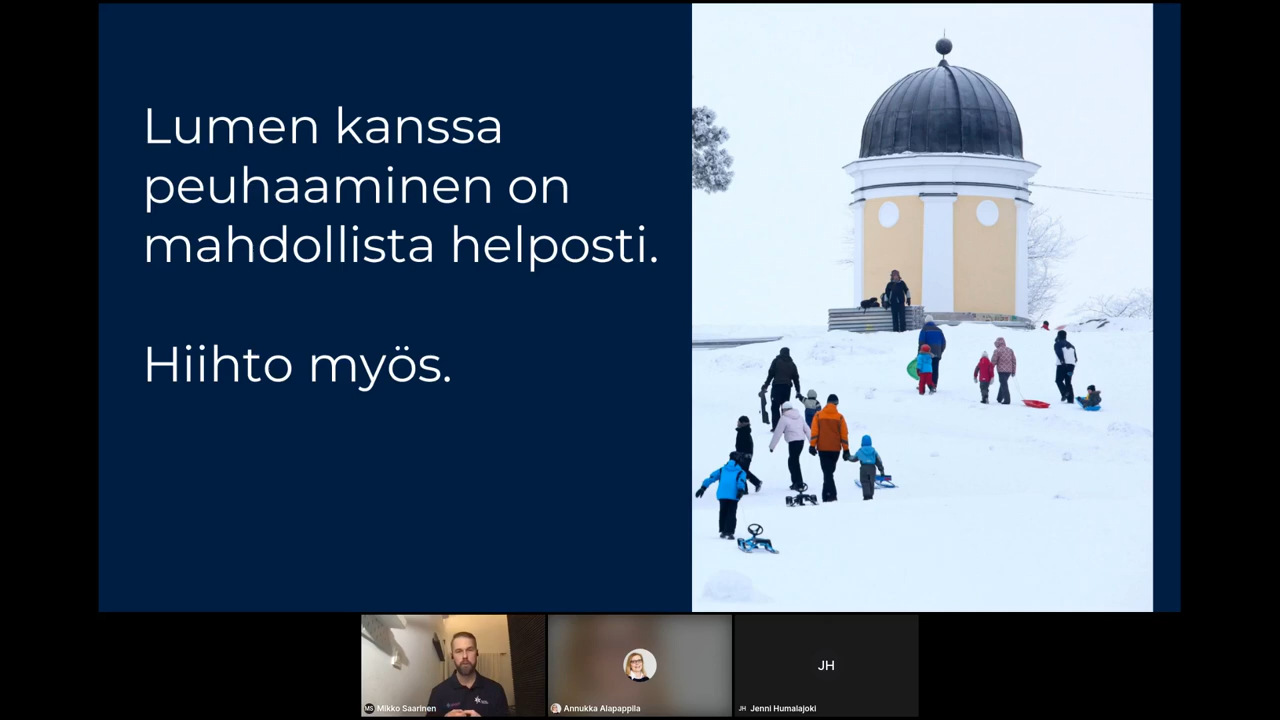 Lumen kanssa
peuhaaminen on
mahdollista helposti.
Hiihto myös.
JH
MS Mikko Saarinen
Annukka Alapappila
JH Jenni Humalajoki